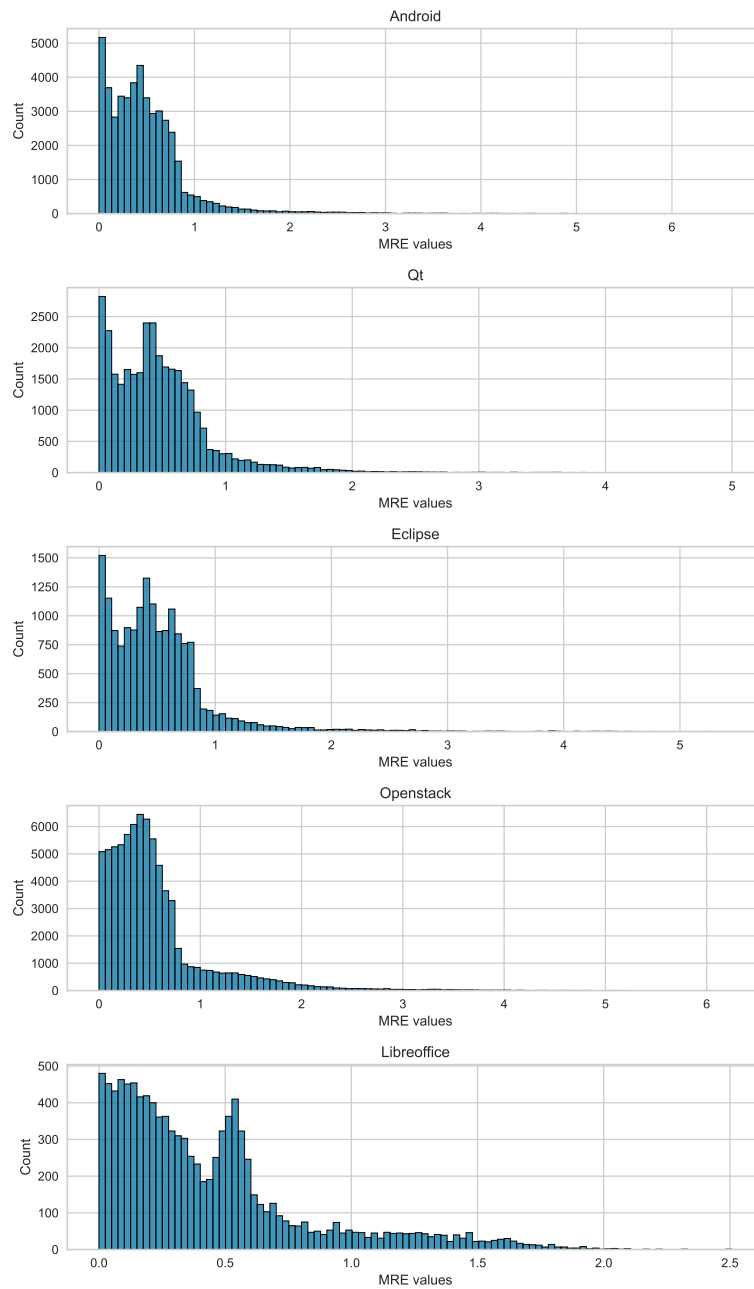 Android
5000
4000
3000
2000
1000
0
Count
0 1 2 3 4 5 6
MRE values
Qt
2500
2000
1500
1000
500
0
Count
0 1 2 3 4 5
MRE values
Eclipse
1500
1250
1000
750
500
250
0
Count
0 1 2 3 4 5
MRE values
Openstack
6000
5000
4000
3000
2000
1000
0
Count
0 1 2 3 4 5 6
MRE values
Libreoffice
500
400
300
200
100
0
Count
0.0 0.5 1.0 1.5 2.0 2.5
MRE values